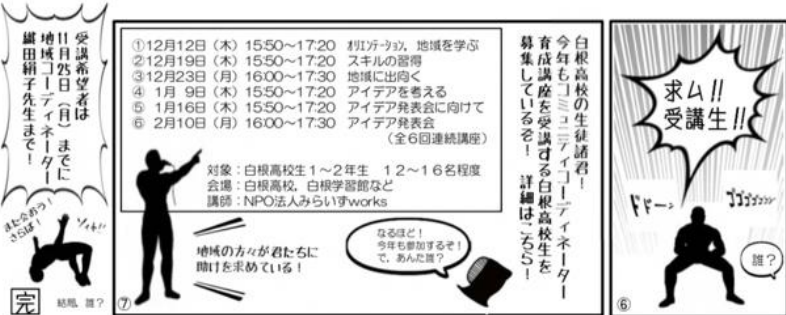 求ム!!
受講生!!
ドドーン
ゴゴゴゴゴゴ
誰?
⑥
白根高校の生徒諸君!
今年もコミュニティコーディネーター
育成講座を受講する白根高校生を
募集しているぞ! 詳細はこちら!
①12月12日(木)15:50~17:20 オリエンテーション、地域を学ぶ
②12月19日(木)15:50~17:20 スキルの習得
③12月23日(月)16:00~17:30 地域に出向く
④ 1月 9日(木)15:50~17:20 アイデアを考える
⑤ 1月16日(木)15:50~17:20 アイデア発表会に向けて
⑥ 2月10日(月)16:00~17:30 アイデア発表会
(全6回連続講座)
対象:白根高校生1~2年生 12~16名程度
会場:白根高校,白根学習館など
講師:NPO法人みらいずworks
地域の方々が君たちに
助けを求めている!
なるほど!
今年も参加するぞ!
で、あんた誰?
⑦
受講希望者は
11月25日(月)までに
地域コーディネーター
織田絹子先生まで!
また会おう!
さらば!
結局、誰?
完